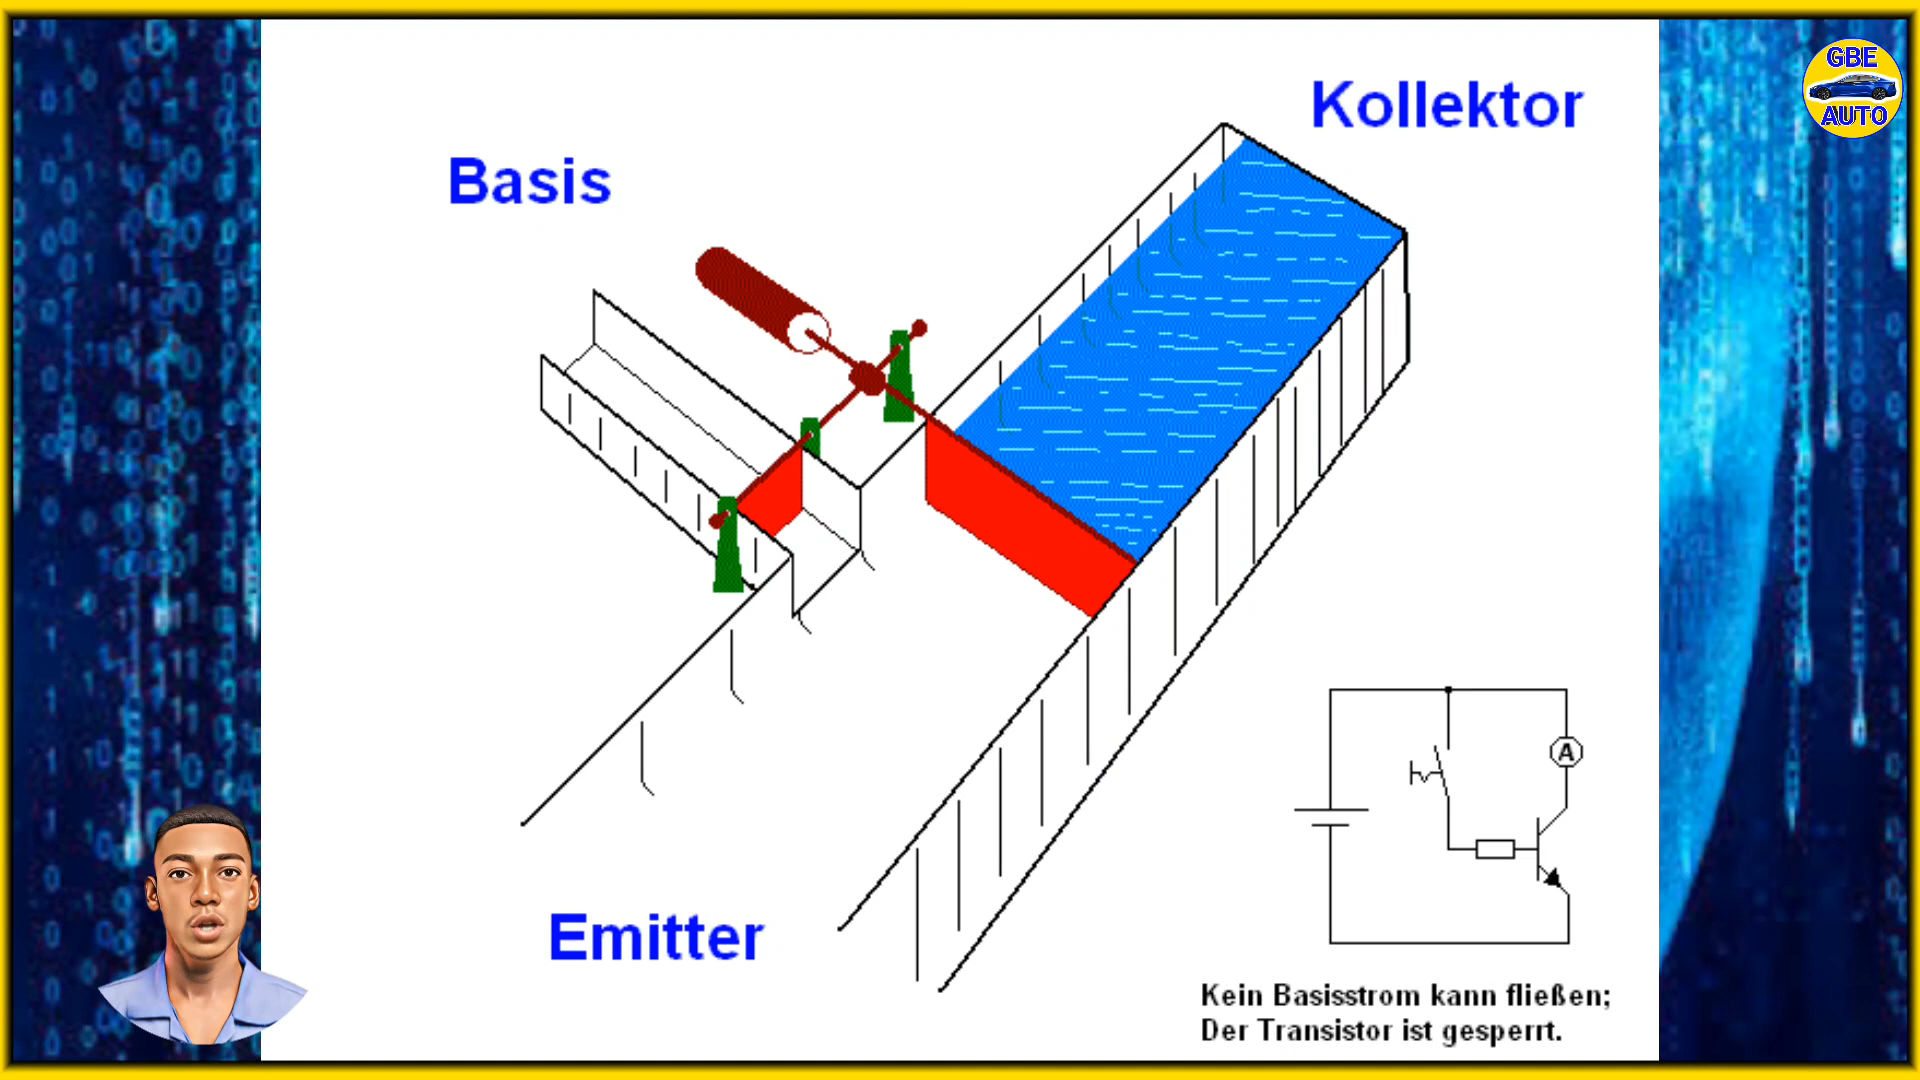 GBE
AUTO
Kollektor
Basis
Emitter
A
Kein Basisstrom kann fließen;
Der Transistor ist gesperrt.